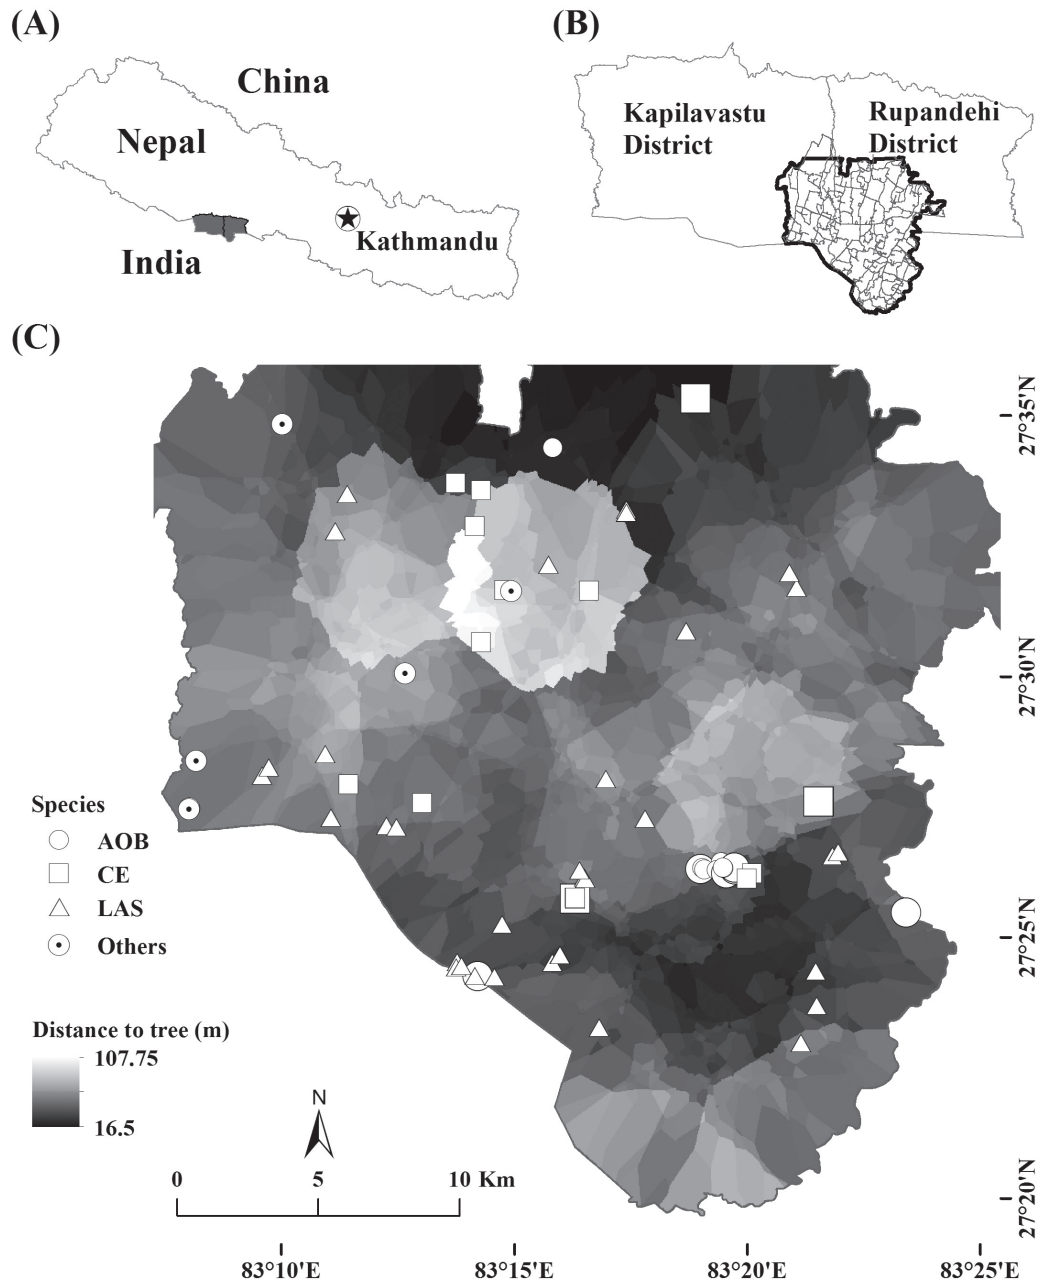 (A)
China
Nepal
Kathmandu
India
(B)
Kapilavastu
District
Rupandehi
District
(C)
27°35'N
27°30'N
27°25'N
27°20'N
Species
AOB
CE
LAS
Others
Distance to tree (m)
107.75
16.5
N
0 5 10 Km
83°10'E 83°15'E 83°20'E 83°25'E